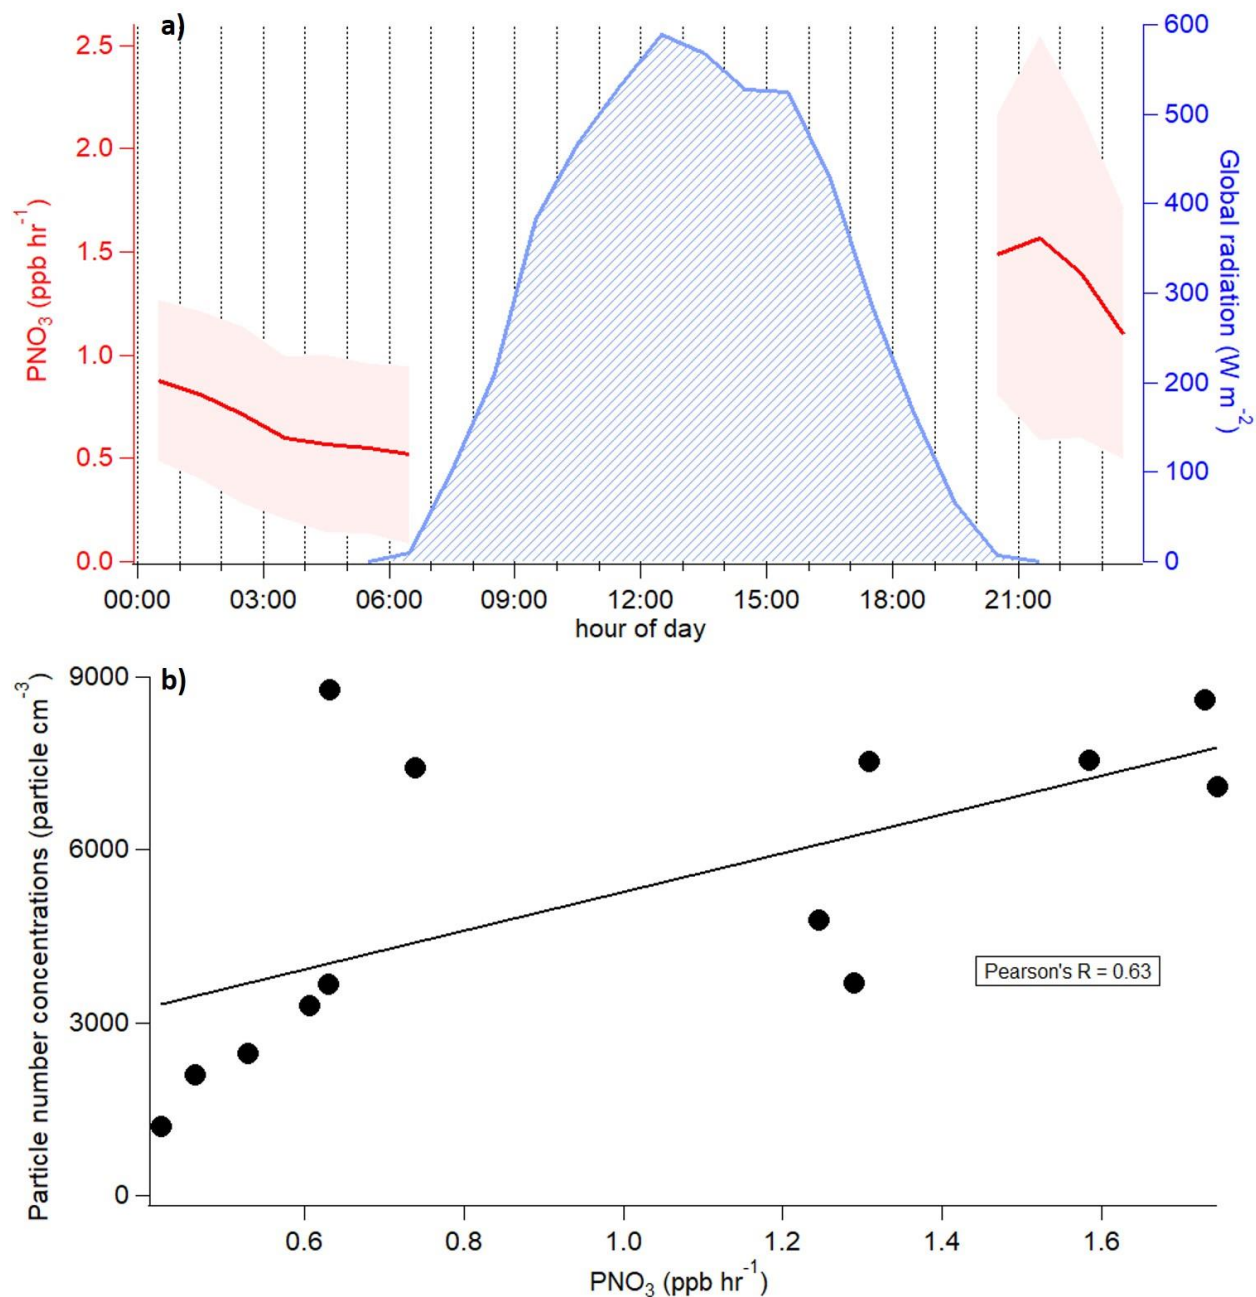 a)
2.5
2.0
1.5
1.0
0.5
0.0
PNO3 (ppb hr-1)
600
500
400
300
200
100
0
Global radiation (W m-2)
00:00 03:00 06:00 09:00 12:00 15:00 18:00 21:00
hour of day
b)
9000
6000
3000
0
Particle number concentrations (particle cm-3)
Pearson's R = 0.63
0.6 0.8 1.0 1.2 1.4 1.6
PNO3 (ppb hr-1)